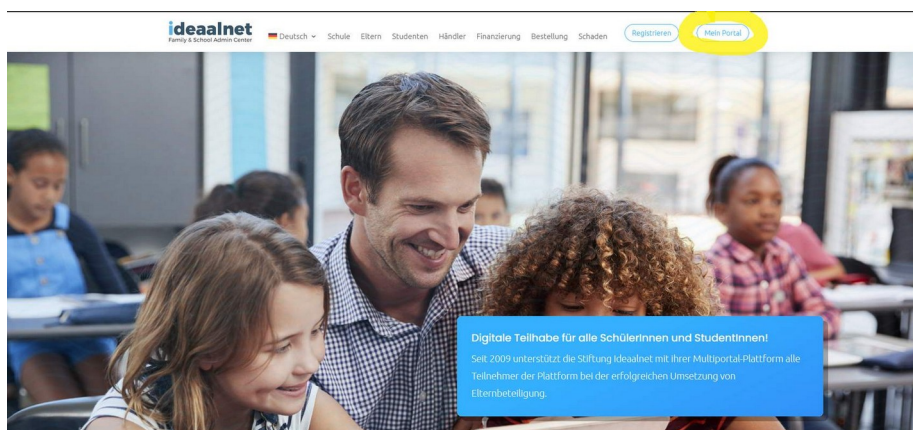 ideaalnet
Family & School Admin Center
Deutsch Schule Eltern Studenten Händler Finanzierung Bestellung Schaden Registrieren Mein Portal
Digitale Teilhabe für alle SchülerInnen und StudentInnen!
Seit 2009 unterstützt die Stiftung Ideaalnet mit Ihrer Multiportal-Plattform alle
Teilnehmer der Plattform bei der erfolgreichen Umsetzung von
Elternbeteiligung.